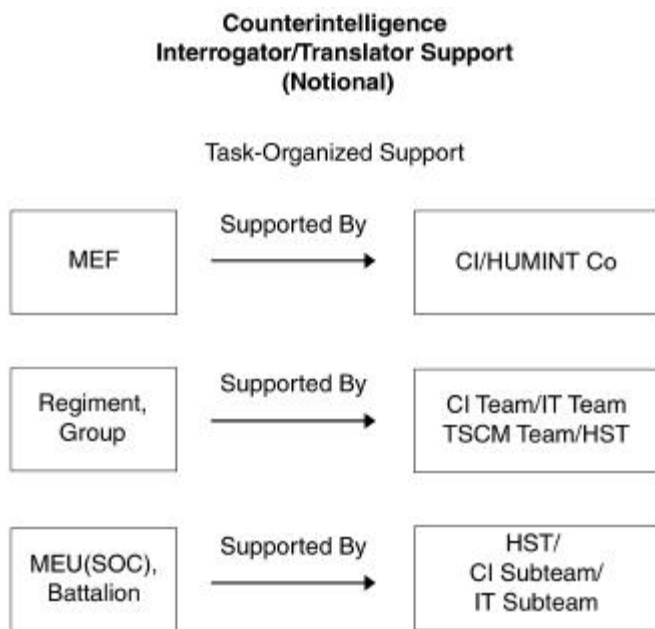 Counterintelligence
Interrogator/Translator Support
(Notional)
Task-Organized Support
MEF
Supported By
CI/HUMINT Co
Regiment,
Group
Supported By
CI Team/IT Team
TSCM Team/HST
MEU(SOC),
Battalion
Supported By
HST/
CI Subteam/
IT Subteam